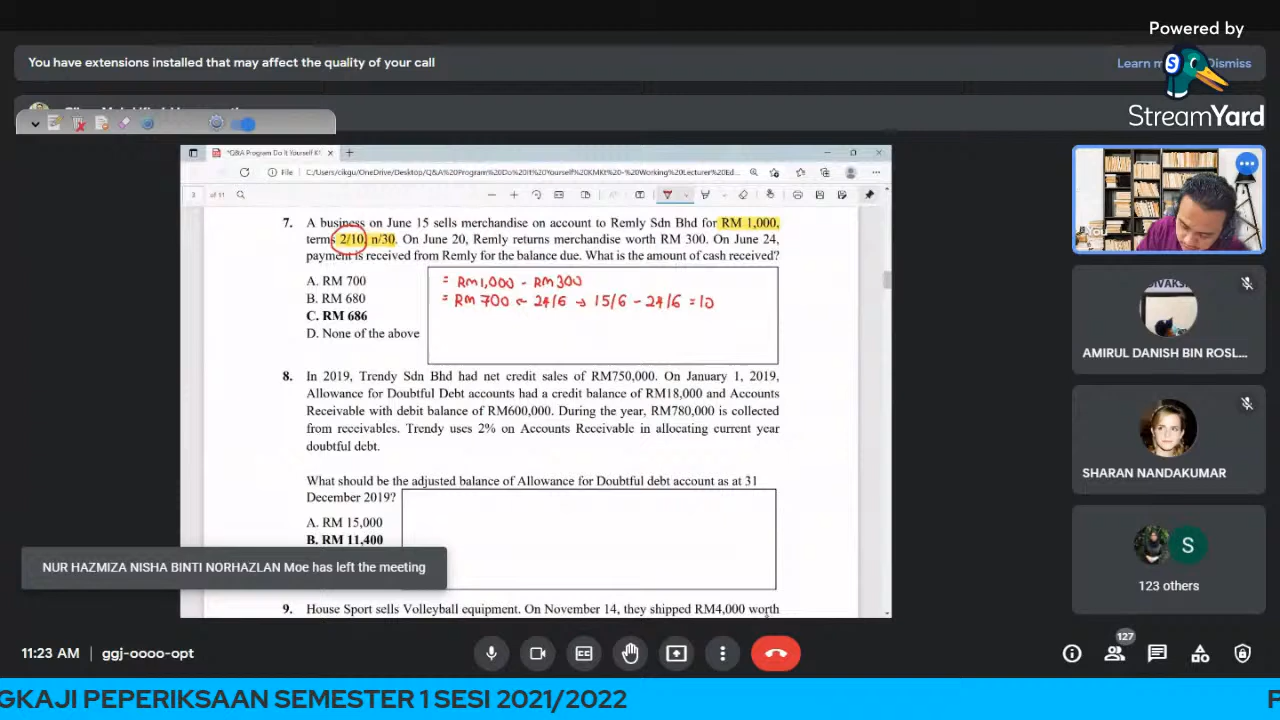 Powered by
You have extensions installed that may affect the quality of your call
Dismiss
StreamYard
*Q&A Program Do It Yourself K
File
of 11
7. A business on June 15 sells merchandise on account to Remly Sdn Bhd for RM 1,000,
terms 2/10, n/30. On June 20, Remly returns merchandise worth RM 300. On June 24,
payment is received from Remly for the balance due. What is the amount of cash received?
A. RM 700
B. RM 680
C. RM 686
D. None of the above
= RM1,000 - RM300
= RM 700 ← 24/6 → 15/6 - 24/6 = 10
8. In 2019, Trendy Sdn Bhd had net credit sales of RM750,000. On January 1, 2019,
Allowance for Doubtful Debt accounts had a credit balance of RM18,000 and Accounts
Receivable with debit balance of RM600,000. During the year, RM780,000 is collected
from receivables. Trendy uses 2% on Accounts Receivable in allocating current year
doubtful debt.
What should be the adjusted balance of Allowance for Doubtful debt account as at 31
December 2019?
A. RM 15,000
B. RM 11,400
9. House Sport sells Volleyball equipment. On November 14, they shipped RM4,000 worth
AMIRUL DANISH BIN ROSL...
SHARAN NANDAKUMAR
S
123 others
NUR HAZMIZA NISHA BINTI NORHAZLAN Moe has left the meeting
11:23 AM | ggj-oooo-opt
127
GKAJI PEPERIKSAAN SEMESTER 1 SESI 2021/2022